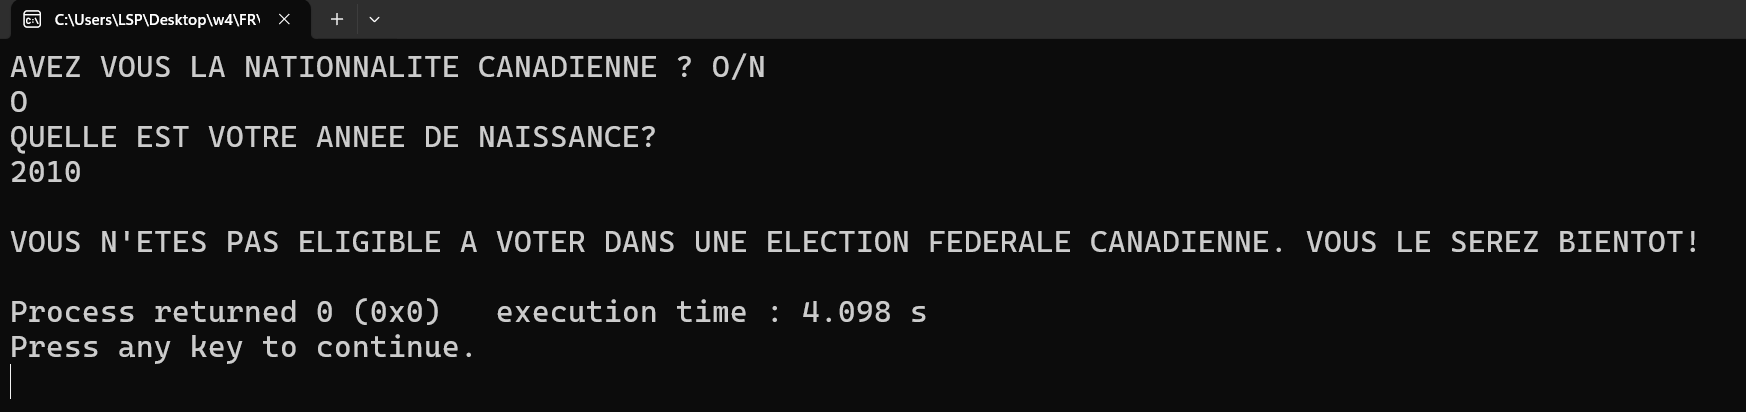 C:\Users\LSP\Desktop\w4\FR\
AVEZ VOUS LA NATIONNALITE CANADIENNE ? O/N
O
QUELLE EST VOTRE ANNEE DE NAISSANCE?
2010
VOUS N'ETES PAS ELIGIBLE A VOTER DANS UNE ELECTION FEDERALE CANADIENNE. VOUS LE SEREZ BIENTOT!
Process returned 0 (0x0)   execution time : 4.098 s
Press any key to continue.